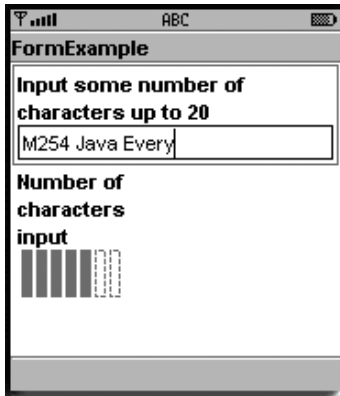 ABC
FormExample
Input some number of
characters up to 20
M254 Java Every
Number of
characters
input